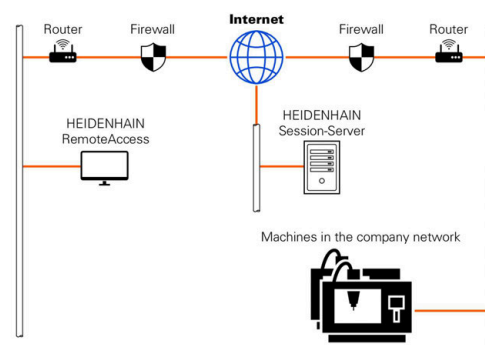 Internet
Router
Firewall
Firewall
Router
HEIDENHAIN
RemoteAccess
HEIDENHAIN
Session-Server
Machines in the company network